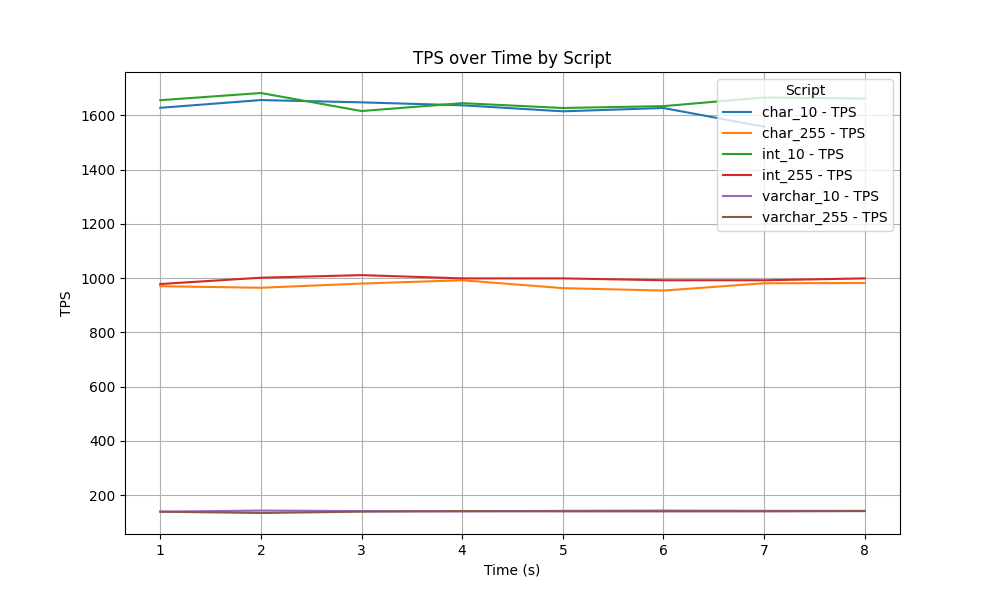 TPS over Time by Script
Script
char_10 - TPS
char_255 - TPS
int_10 - TPS
int_255 - TPS
varchar_10 - TPS
varchar_255 - TPS
TPS
1600
1400
1200
1000
800
600
400
200
1 2 3 4 5 6 7 8
Time (s)